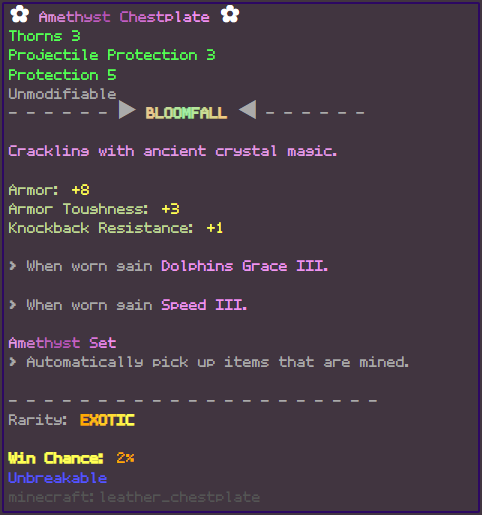 ✿ Amethyst Chestplate ✿
Thorns 3
Projectile Protection 3
Protection 5
Unmodifiable
- - - - - - ▶ BLOOMFALL ◀ - - - - - -
Crackling with ancient crystal magic.
Armor: +8
Armor Toughness: +3
Knockback Resistance: +1
> When worn gain Dolphins Grace III.
> When worn gain Speed III.
Amethyst Set
> Automatically pick up items that are mined.
- - - - - - - - - - - - - - - - - - - - - - -
Rarity: EXOTIC
Win Chance: 2%
Unbreakable
minecraft:leather_chestplate